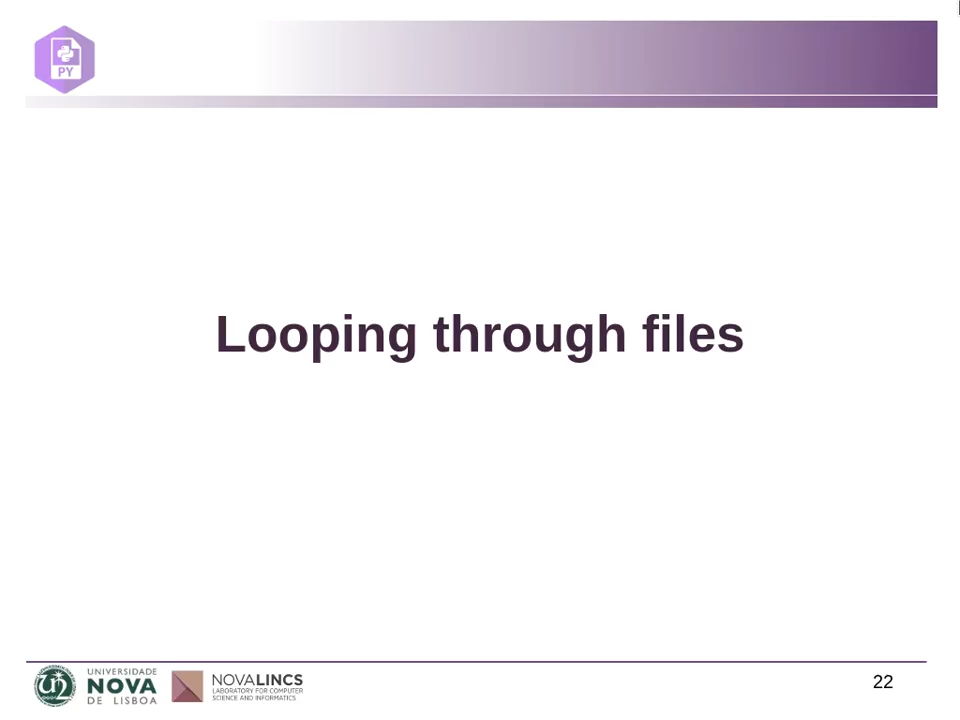 PY
Looping through files
UNIVERSIDADE
NOVA
DE LISBOA
NOVALINCS
LABORATORY FOR COMPUTER
SCIENCE AND INFORMATICS
22